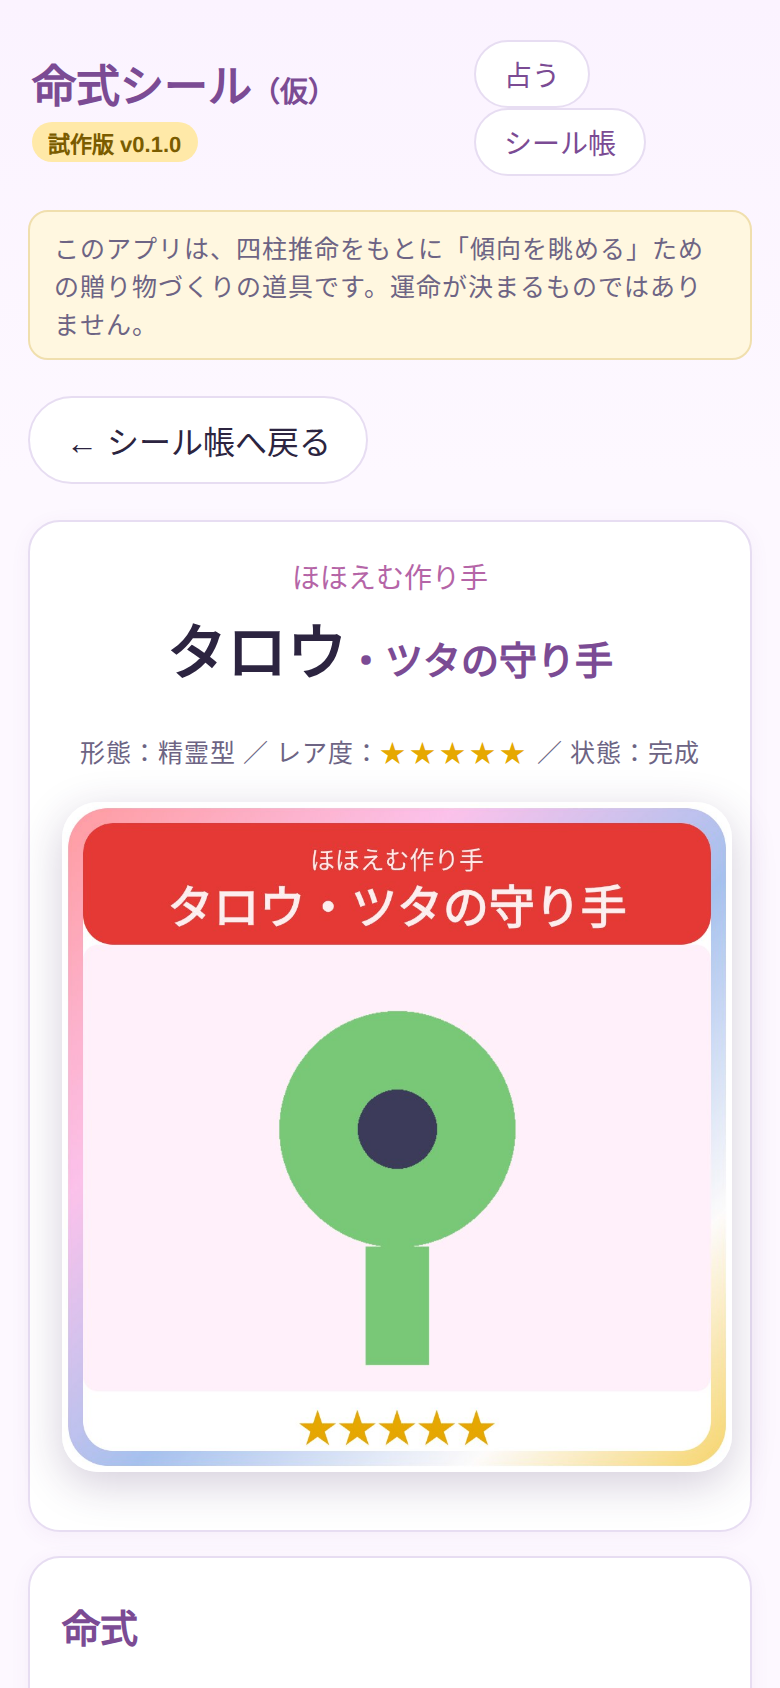 命式シール（仮）
試作版 v0.1.0
占う
シール帳
このアプリは、四柱推命をもとに「傾向を眺める」ため
の贈り物づくりの道具です。運命が決まるものではあり
ません。
← シール帳へ戻る
ほほえむ作り手
タロウ・ツタの守り手
形態：精霊型 ／ レア度：★★★★★ ／ 状態：完成
ほほえむ作り手
タロウ・ツタの守り手
★★★★★
命式